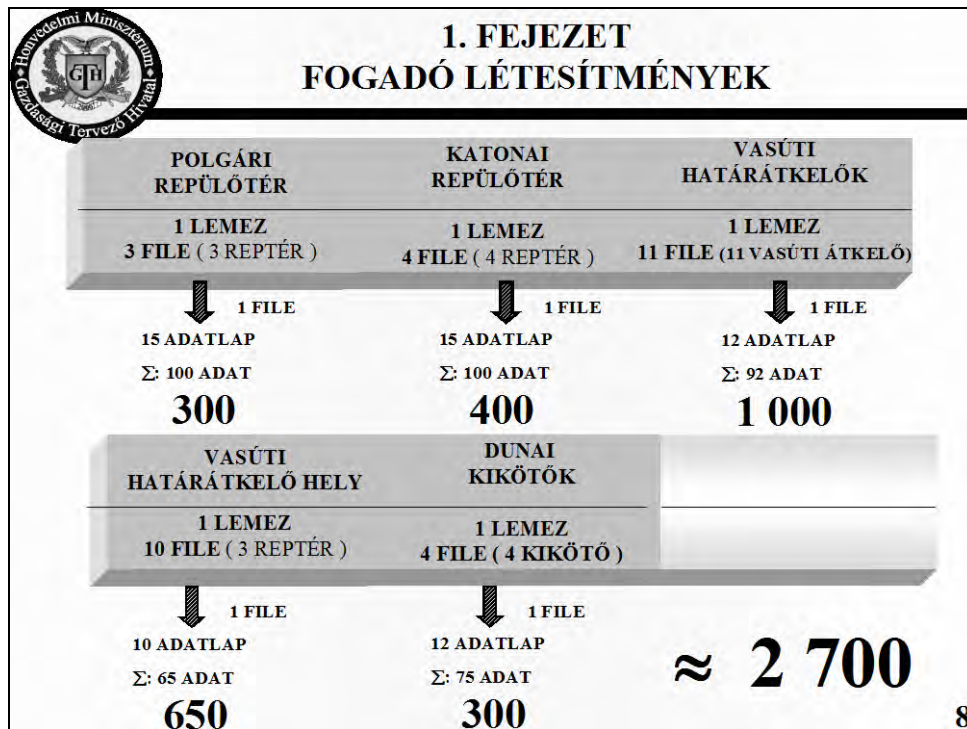 Honvédelmi Minisztérium
Gazdasági Tervező Hivatal
GTH
1. FEJEZET
FOGADÓ LÉTESÍTMÉNYEK
POLGÁRI
REPÜLŐTÉR
1 LEMEZ
3 FILE ( 3 REPTÉR )
KATONAI
REPÜLŐTÉR
1 LEMEZ
4 FILE ( 4 REPTÉR )
VASÚTI
HATÁRÁTKELŐK
1 LEMEZ
11 FILE (11 VASÚTI ÁTKELŐ)
1 FILE
15 ADATLAP
Σ: 100 ADAT
300
1 FILE
15 ADATLAP
Σ: 100 ADAT
400
1 FILE
12 ADATLAP
Σ: 92 ADAT
1 000
VASÚTI
HATÁRÁTKELŐ HELY
1 LEMEZ
10 FILE ( 3 REPTÉR )
DUNAI
KIKÖTŐK
1 LEMEZ
4 FILE ( 4 KIKÖTŐ )
1 FILE
10 ADATLAP
Σ: 65 ADAT
650
1 FILE
12 ADATLAP
Σ: 75 ADAT
300
≈ 2 700
8